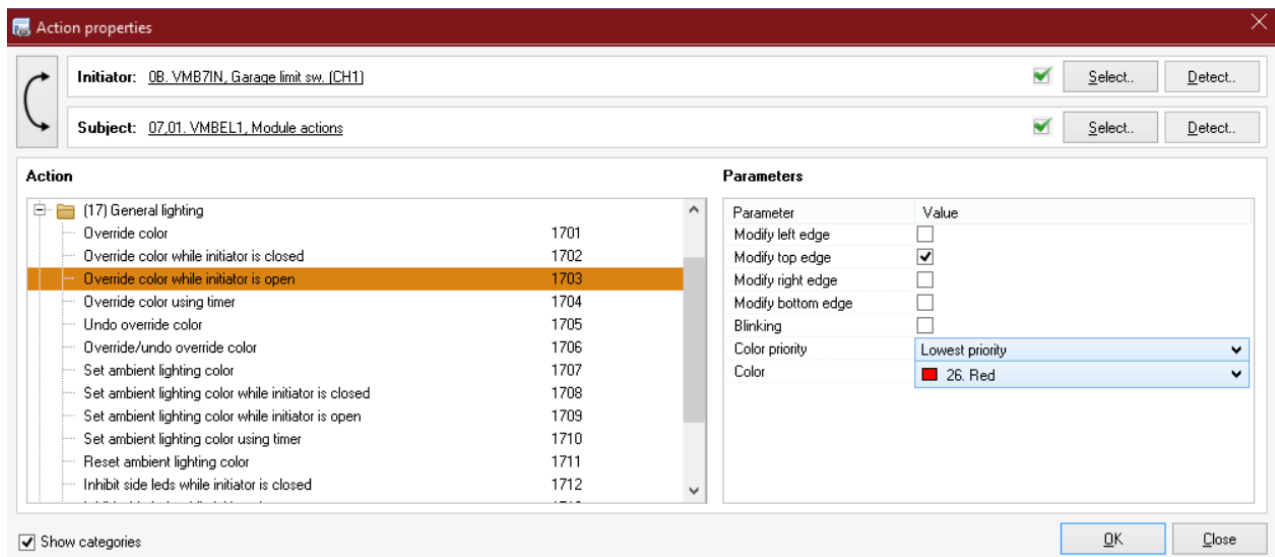 Action properties
Initiator: 0B. VMB7IN, Garage limit sw. (CH1) Select.. Detect..
Subject: 07,01. VMBEL1, Module actions Select.. Detect..
Action
(17) General lighting
Override color 1701
Override color while initiator is closed 1702
Override color while initiator is open 1703
Override color using timer 1704
Undo override color 1705
Override/undo override color 1706
Set ambient lighting color 1707
Set ambient lighting color while initiator is closed 1708
Set ambient lighting color while initiator is open 1709
Set ambient lighting color using timer 1710
Reset ambient lighting color 1711
Inhibit side leds while initiator is closed 1712
Parameters
Parameter Value
Modify left edge
Modify top edge
Modify right edge
Modify bottom edge
Blinking
Color priority Lowest priority
Color 26. Red
Show categories
OK Close